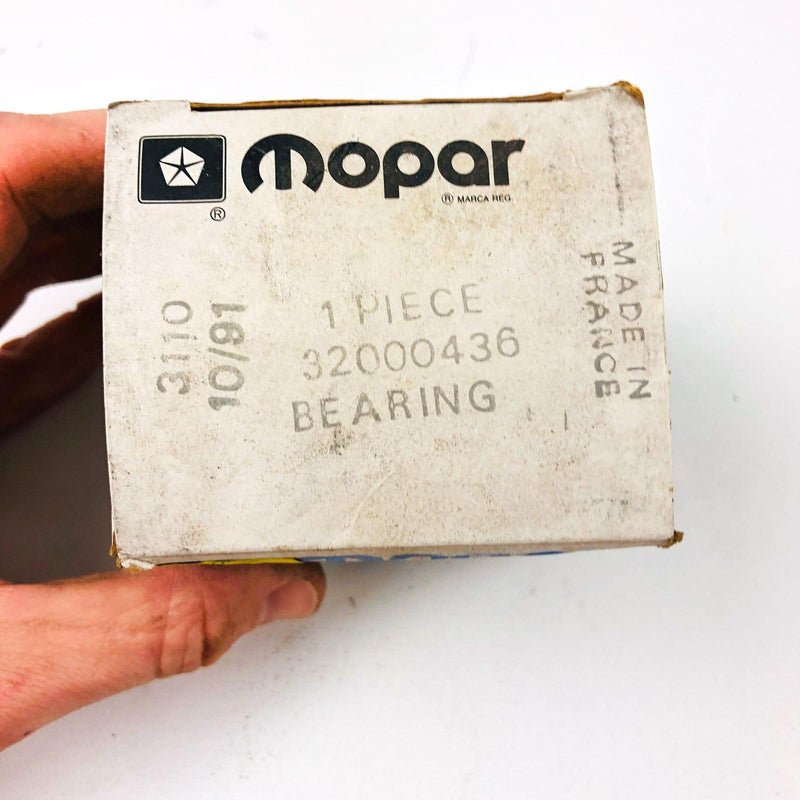 mopar
®
® MARCA REG.
1 PIECE
32000436
BEARING
3110
10/91
MADE IN
FRANCE